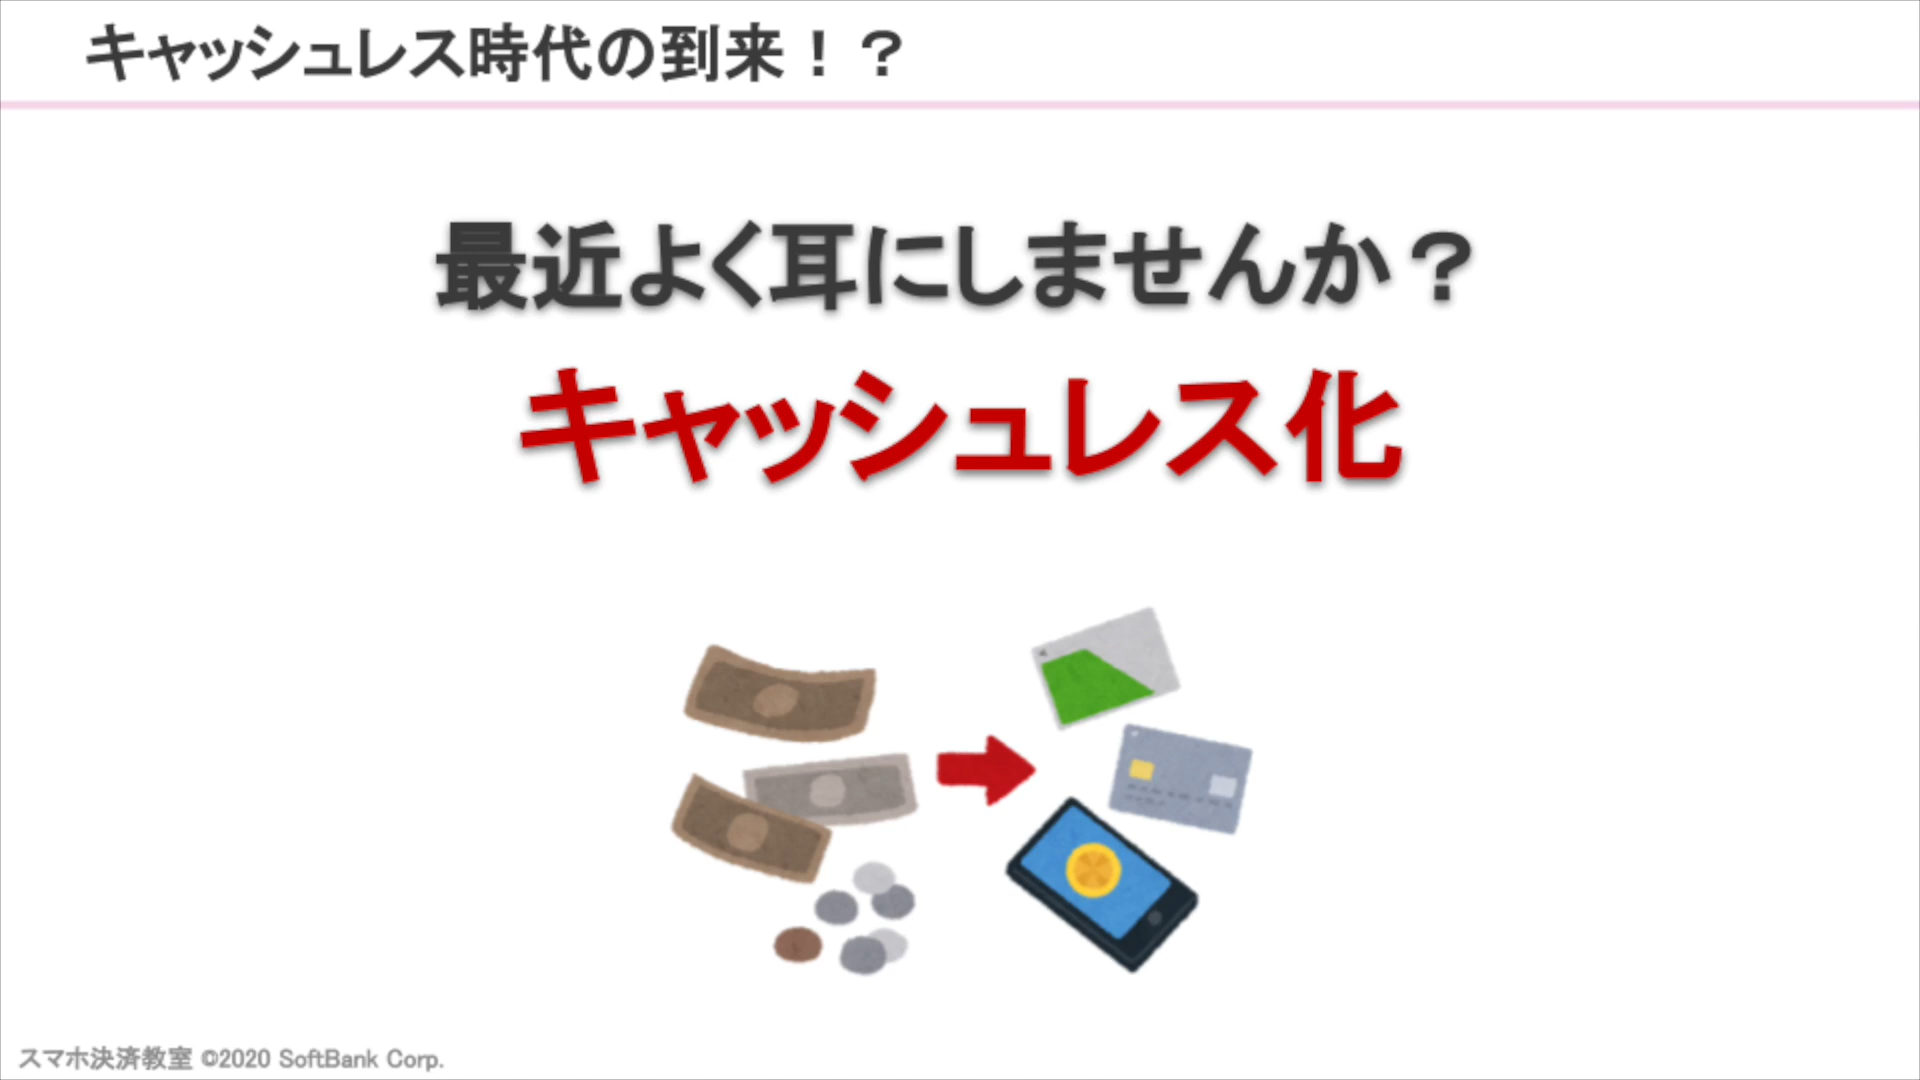 キャッシュレス時代の到来！？
最近よく耳にしませんか？
キャッシュレス化
スマホ決済教室 ©2020 SoftBank Corp.